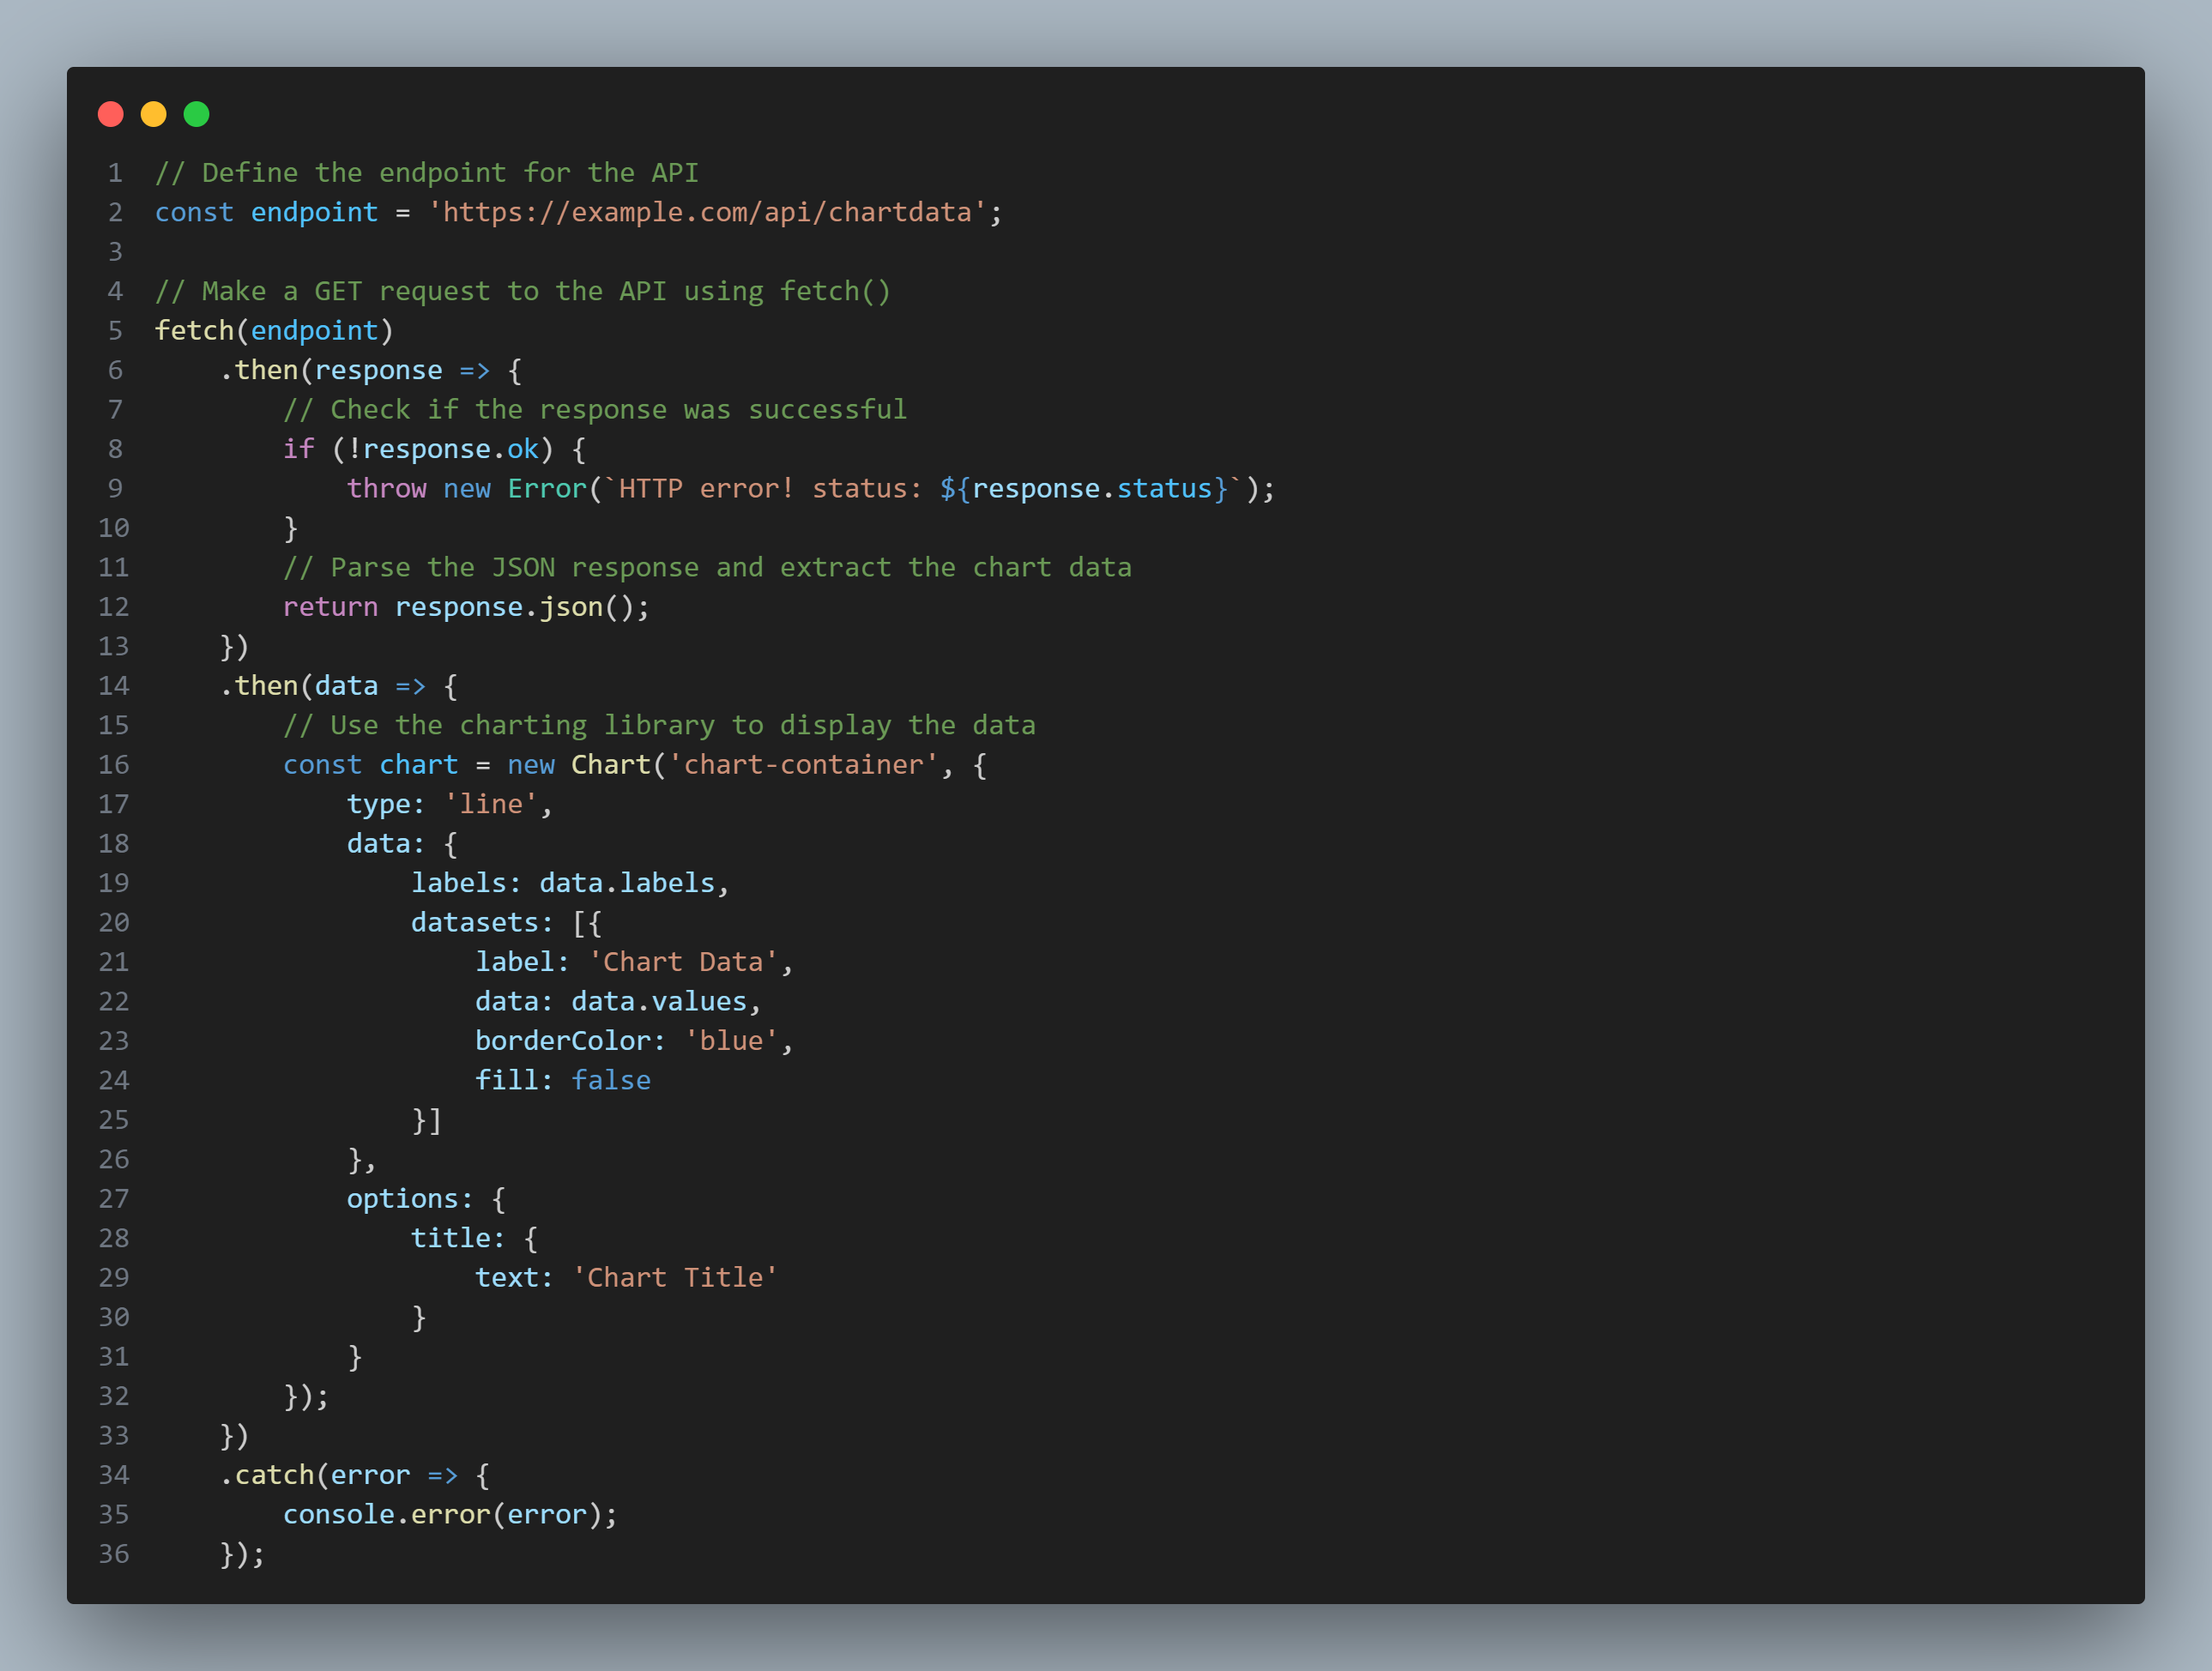 1 // Define the endpoint for the API
2 const endpoint = 'https://example.com/api/chartdata';
3
4 // Make a GET request to the API using fetch()
5 fetch(endpoint)
6     .then(response => {
7         // Check if the response was successful
8         if (!response.ok) {
9             throw new Error(`HTTP error! status: ${response.status}`);
10         }
11         // Parse the JSON response and extract the chart data
12         return response.json();
13     })
14     .then(data => {
15         // Use the charting library to display the data
16         const chart = new Chart('chart-container', {
17             type: 'line',
18             data: {
19                 labels: data.labels,
20                 datasets: [{
21                     label: 'Chart Data',
22                     data: data.values,
23                     borderColor: 'blue',
24                     fill: false
25                 }]
26             },
27             options: {
28                 title: {
29                     text: 'Chart Title'
30                 }
31             }
32         });
33     })
34     .catch(error => {
35         console.error(error);
36     });